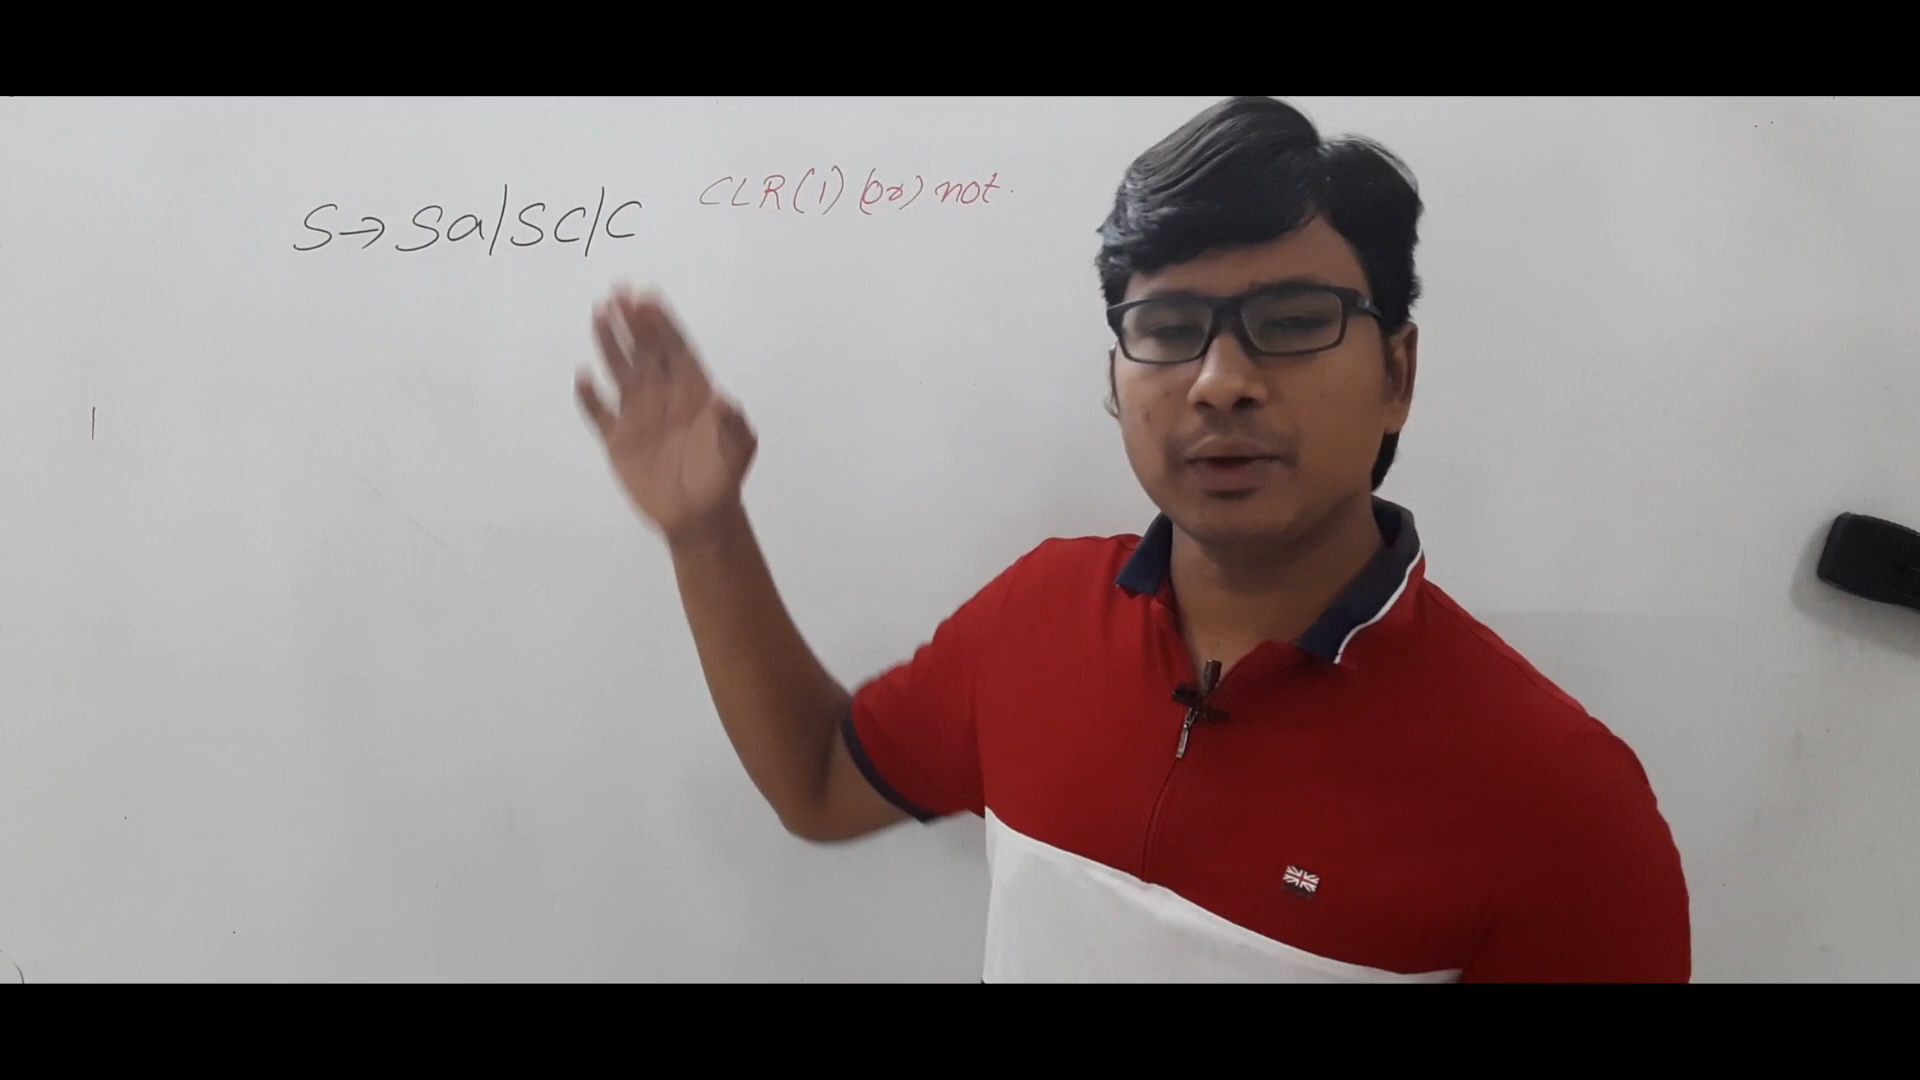 S→Sa/Sc/c CLR(1) (or) not.